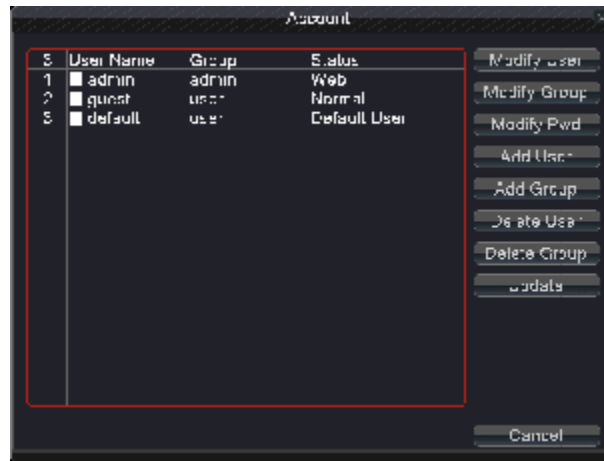 Account
S User Name Group Status
1 admin admin Web
2 guest user Normal
3 default user Default User
Modify User
Modify Group
Modify Pwd
Add User
Add Group
Delete User
Delete Group
Update
Cancel